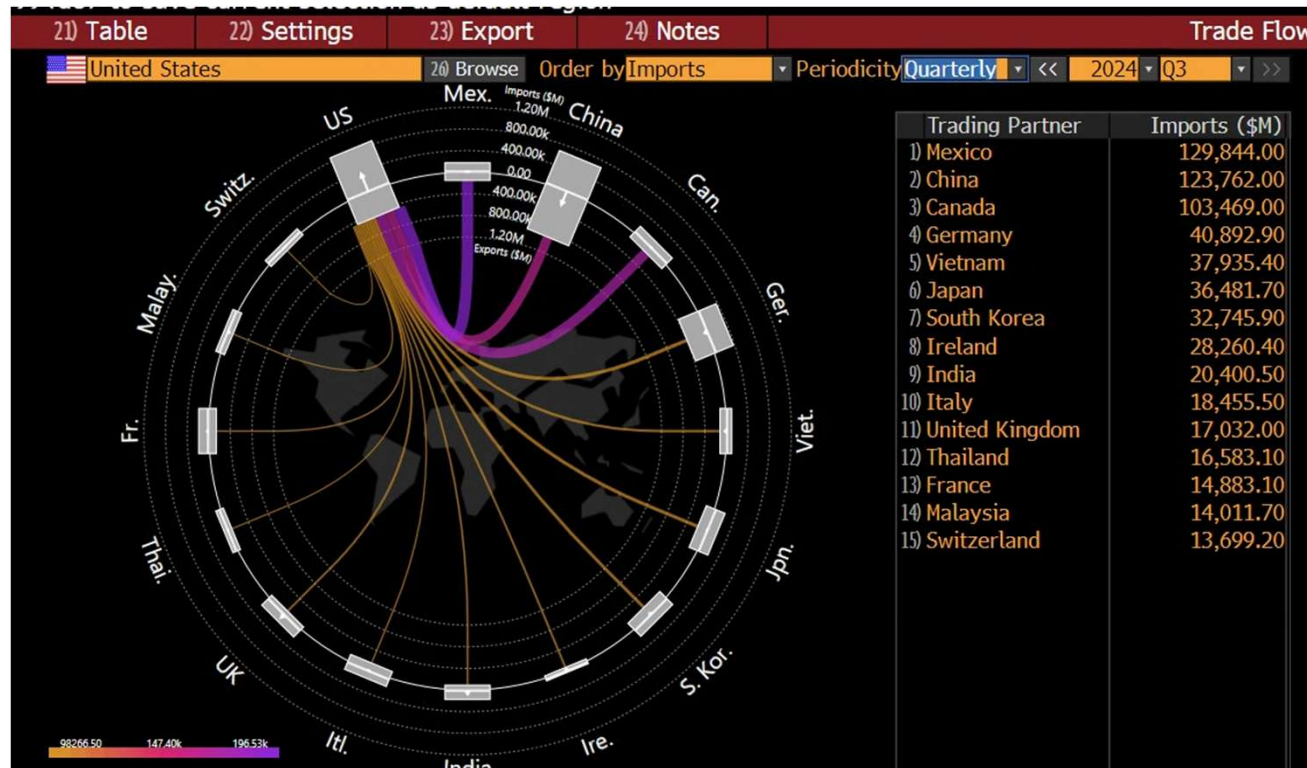 21) Table 22) Settings 23) Export 24) Notes Trade Flow
United States 26) Browse Order by Imports Periodicity Quarterly << 2024 Q3 >>
Mex.
Imports ($M)
1.20M
800.00k
400.00k
0.00
400.00k
800.00k
1.20M
Exports ($M)
US
China
Can.
Ger.
Viet.
Jpn.
S. Kor.
Ire.
India
Itl.
UK
Thai.
Fr.
Malay.
Switz.
98266.50 147.40k 196.53k
Trading Partner Imports ($M)
1) Mexico 129,844.00
2) China 123,762.00
3) Canada 103,469.00
4) Germany 40,892.90
5) Vietnam 37,935.40
6) Japan 36,481.70
7) South Korea 32,745.90
8) Ireland 28,260.40
9) India 20,400.50
10) Italy 18,455.50
11) United Kingdom 17,032.00
12) Thailand 16,583.10
13) France 14,883.10
14) Malaysia 14,011.70
15) Switzerland 13,699.20